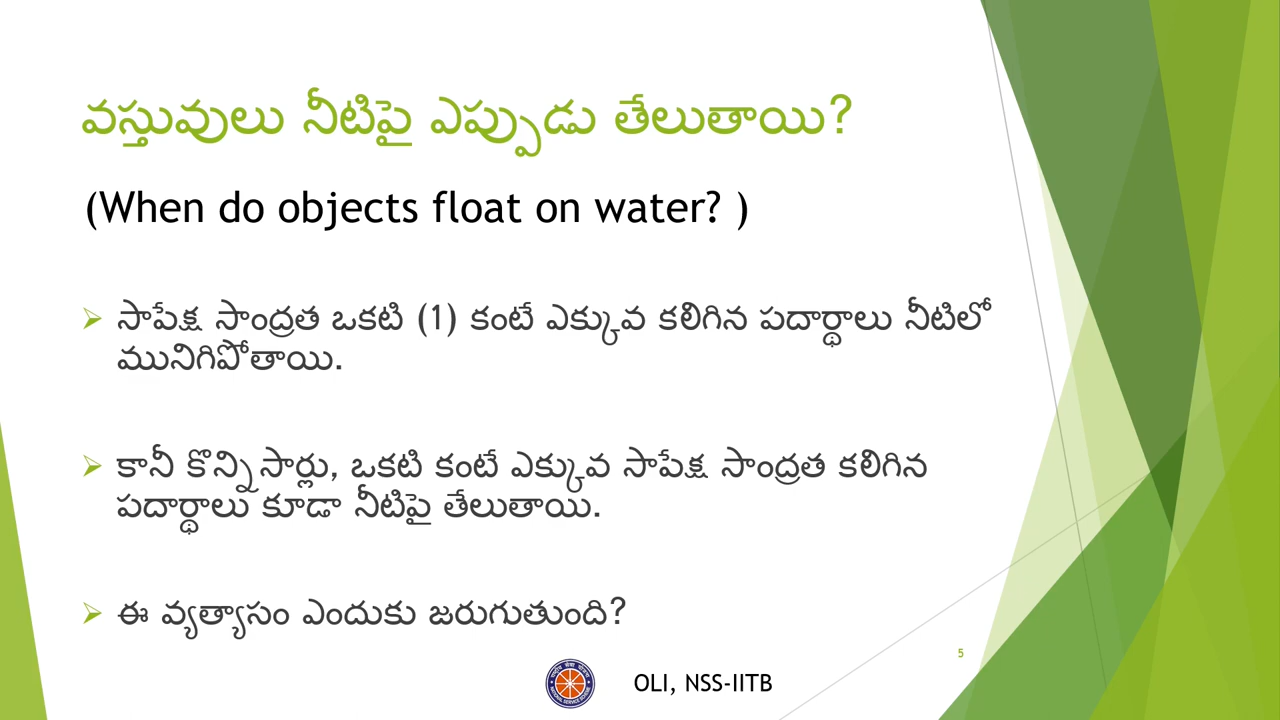 వస్తువులు నీటిపై ఎప్పుడు తేలుతాయి?
(When do objects float on water? )
సాపేక్ష సాంద్రత ఒకటి (1) కంటే ఎక్కువ కలిగిన పదార్థాలు నీటిలో
మునిగిపోతాయి.
కానీ కొన్నిసార్లు, ఒకటి కంటే ఎక్కువ సాపేక్ష సాంద్రత కలిగిన
పదార్థాలు కూడా నీటిపై తేలుతాయి.
ఈ వ్యత్యాసం ఎందుకు జరుగుతుంది?
5
OLI, NSS-IITB